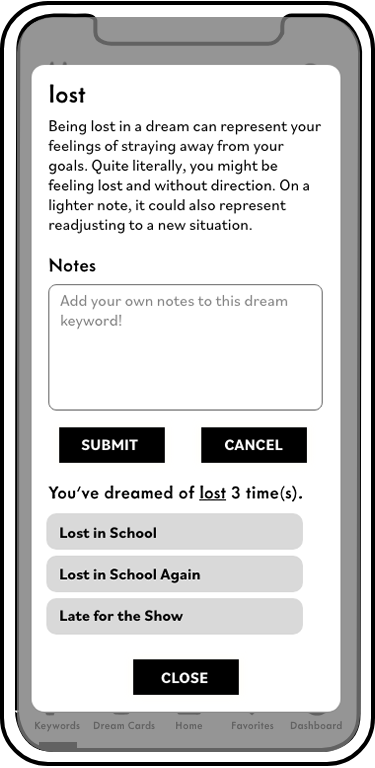 lost
Being lost in a dream can represent your
feelings of straying away from your
goals. Quite literally, you might be
feeling lost and without direction. On a
lighter note, it could also represent
readjusting to a new situation.
Notes
Add your own notes to this dream
keyword!
SUBMIT CANCEL
You've dreamed of lost 3 time(s).
Lost in School
Lost in School Again
Late for the Show
CLOSE
Keywords Dream Cards Home Favorites Dashboard